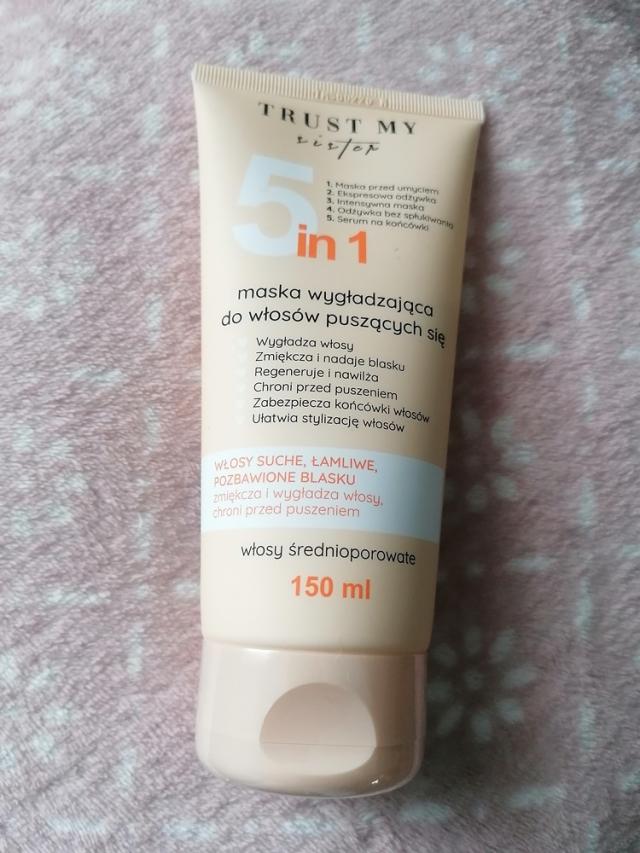 TRUST MY
sister
5
in 1
1. Maska przed umyciem
2. Ekspresowa odżywka
3. Intensywna maska
4. Odżywka bez spłukiwania
5. Serum na końcówki
maska wygładzająca
do włosów puszących się
Wygładza włosy
Zmiękcza i nadaje blasku
Regeneruje i nawilża
Chroni przed puszeniem
Zabezpiecza końcówki włosów
Ułatwia stylizację włosów
WŁOSY SUCHE, ŁAMLIWE,
POZBAWIONE BLASKU
zmiękcza i wygładza włosy,
chroni przed puszeniem
włosy średnioporowate
150 ml